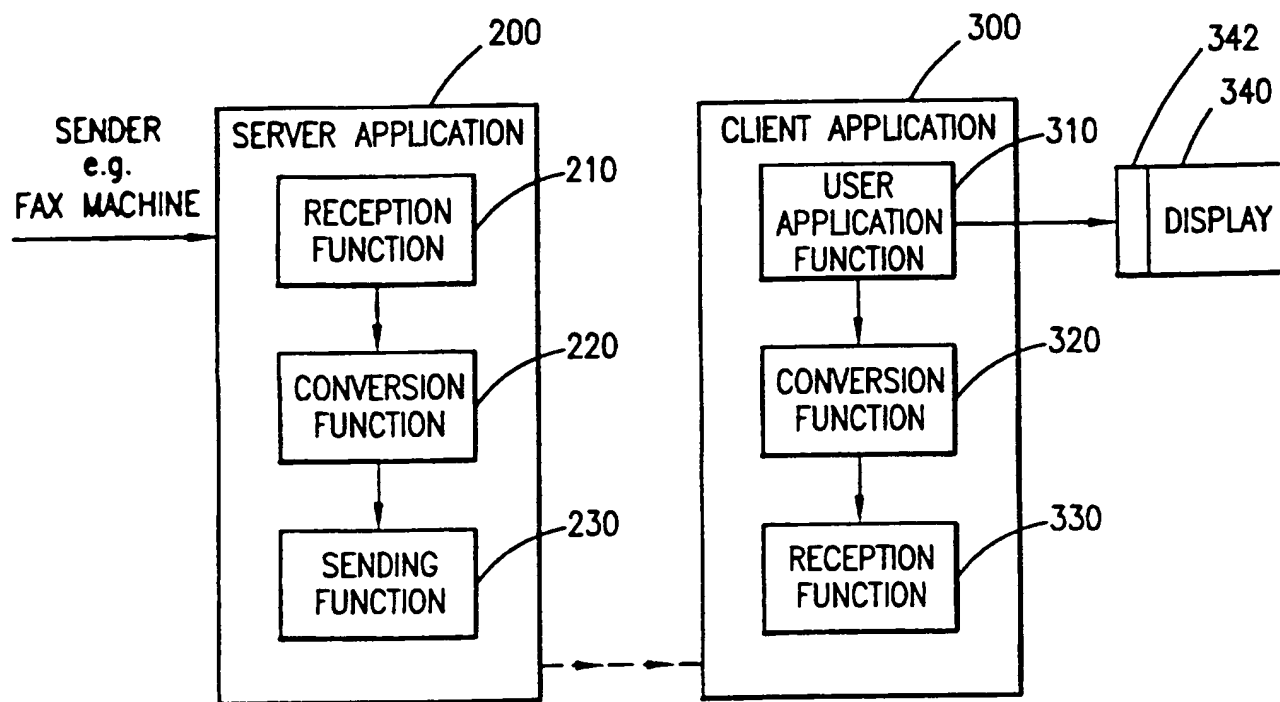 200
SENDER
e.g.
FAX MACHINE
SERVER APPLICATION
210
RECEPTION
FUNCTION
220
CONVERSION
FUNCTION
230
SENDING
FUNCTION
300
CLIENT APPLICATION
310
USER
APPLICATION
FUNCTION
320
CONVERSION
FUNCTION
330
RECEPTION
FUNCTION
342
340
DISPLAY